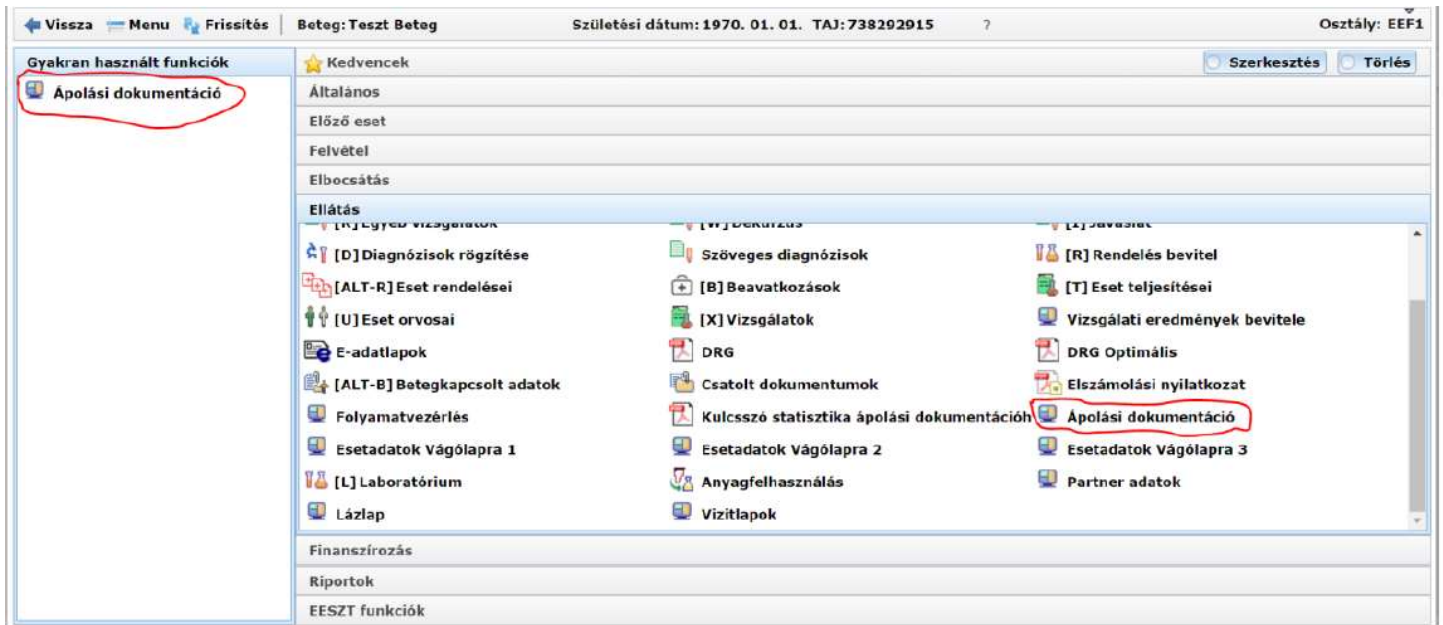 Vissza Menu Frissítés Beteg: Teszt Beteg Születési dátum: 1970. 01. 01. TAJ: 738292915 ? Osztály: EEF1
Gyakran használt funkciók
Ápolási dokumentáció
Kedvencek Szerkesztés Törlés
Általános
Előző eset
Felvétel
Elbocsátás
Ellátás
[K] Egyéb vizsgálatok [W] Dekurzus [I] Javaslat
[D] Diagnózisok rögzítése Szöveges diagnózisok [R] Rendelés bevitel
[ALT-R] Eset rendelései [B] Beavatkozások [T] Eset teljesítései
[U] Eset orvosai [X] Vizsgálatok Vizsgálati eredmények bevitele
E-adatlapok DRG DRG Optimális
[ALT-B] Betegkapcsolt adatok Csatolt dokumentumok Elszámolási nyilatkozat
Folyamatvezérlés Kulcsszó statisztika ápolási dokumentációh Ápolási dokumentáció
Esetadatok Vágólapra 1 Esetadatok Vágólapra 2 Esetadatok Vágólapra 3
[L] Laboratórium Anyagfelhasználás Partner adatok
Lázlap Vizitlapok
Finanszírozás
Riportok
EESZT funkciók